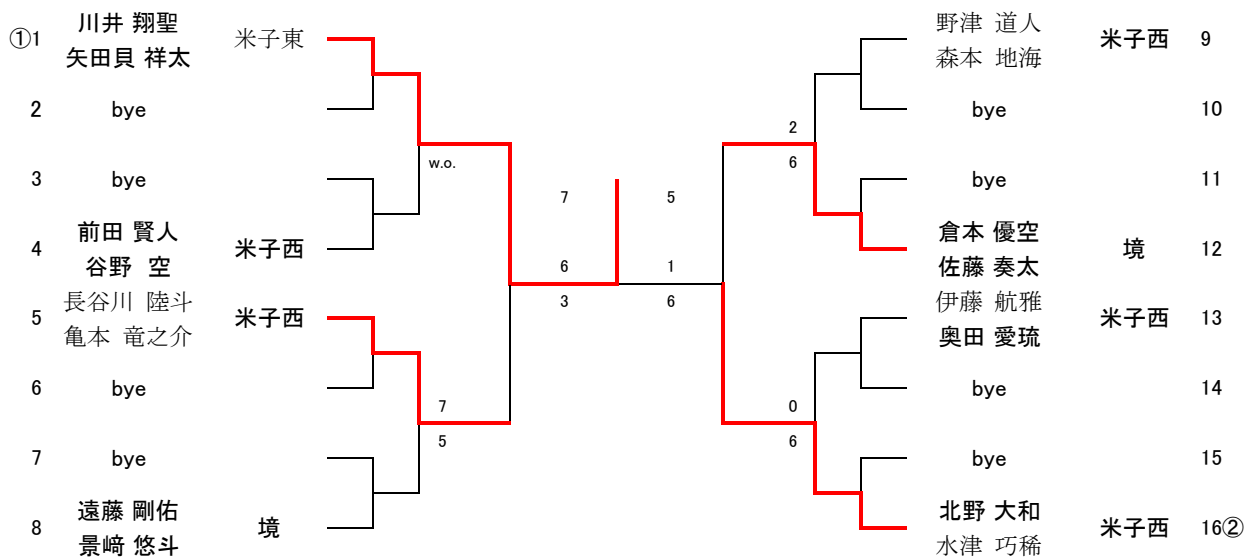 ①1 川井 翔聖 米子東
矢田貝 祥太
2 bye
w.o.
3 bye
4 前田 賢人 米子西
谷野 空
5 長谷川 陸斗 米子西
亀本 竜之介
6 bye
7
5
7 bye
8 遠藤 剛佑 境
景﨑 悠斗
7 5
6 1
3 6
野津 道人 米子西 9
森本 地海
bye 10
2
6
bye 11
倉本 優空 境 12
佐藤 奏太
伊藤 航雅 米子西 13
奥田 愛琉
bye 14
0
6
bye 15
北野 大和 米子西 16②
水津 巧稀